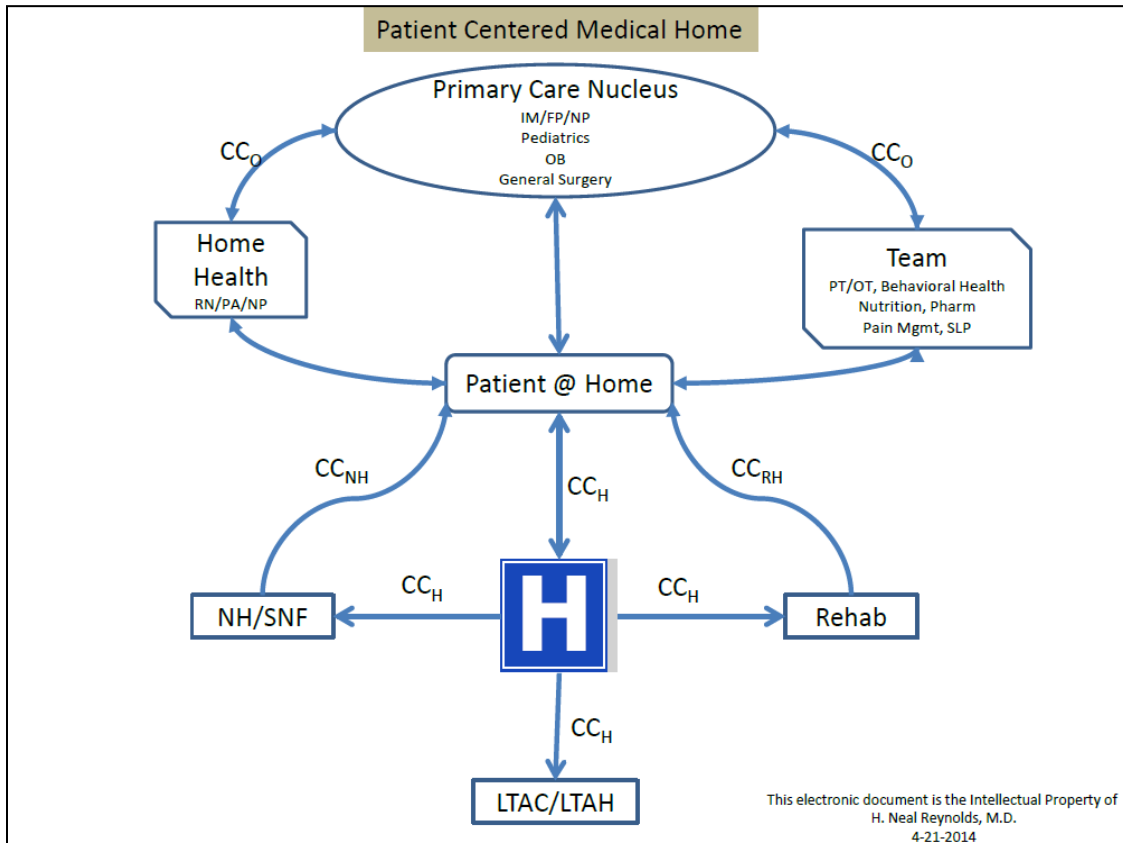 Patient Centered Medical Home
Primary Care Nucleus
IM/FP/NP
Pediatrics
OB
General Surgery
CCO
CCO
Home
Health
RN/PA/NP
Team
PT/OT, Behavioral Health
Nutrition, Pharm
Pain Mgmt, SLP
Patient @ Home
CCNH
CCH
CCRH
CCH
CCH
NH/SNF
H
Rehab
CCH
LTAC/LTAH
This electronic document is the Intellectual Property of
H. Neal Reynolds, M.D.
4-21-2014